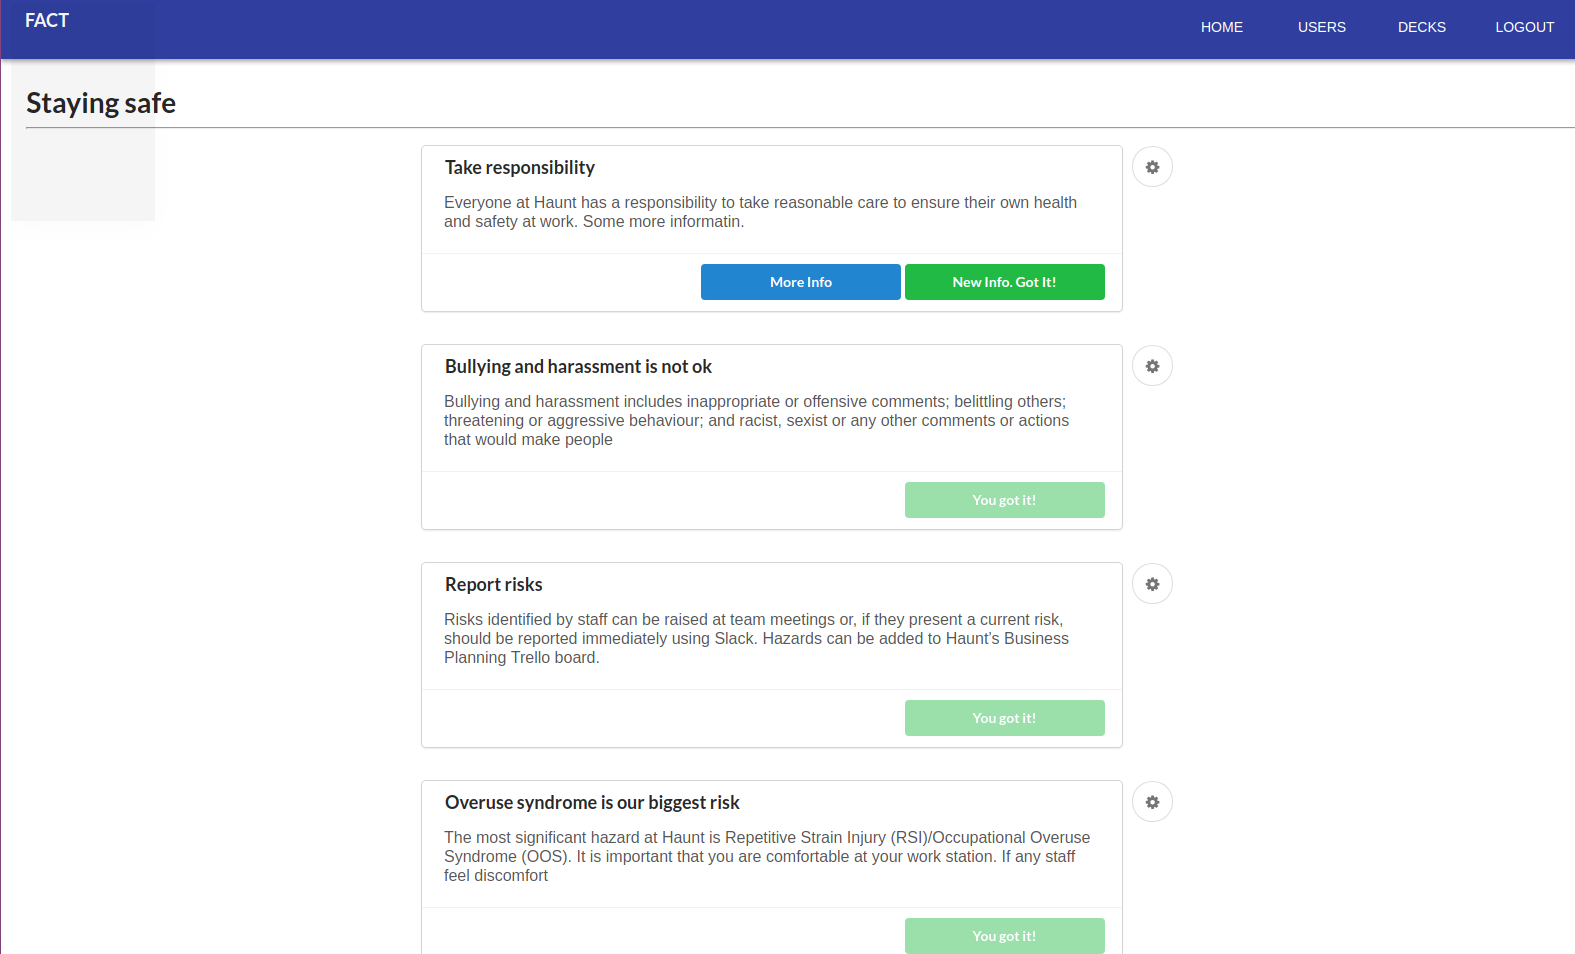 FACT
HOME USERS DECKS LOGOUT
Staying safe
Take responsibility
Everyone at Haunt has a responsibility to take reasonable care to ensure their own health
and safety at work. Some more informatin.
More Info New Info. Got It!
Bullying and harassment is not ok
Bullying and harassment includes inappropriate or offensive comments; belittling others;
threatening or aggressive behaviour; and racist, sexist or any other comments or actions
that would make people
You got it!
Report risks
Risks identified by staff can be raised at team meetings or, if they present a current risk,
should be reported immediately using Slack. Hazards can be added to Haunt’s Business
Planning Trello board.
You got it!
Overuse syndrome is our biggest risk
The most significant hazard at Haunt is Repetitive Strain Injury (RSI)/Occupational Overuse
Syndrome (OOS). It is important that you are comfortable at your work station. If any staff
feel discomfort
You got it!